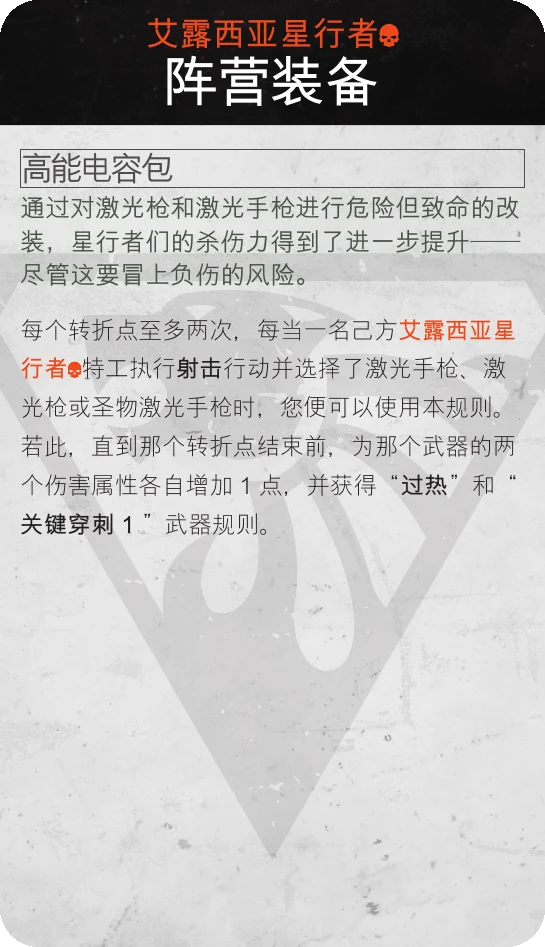 艾露西亚星行者
阵营装备
高能电容包
通过对激光枪和激光手枪进行危险但致命的改
装，星行者们的杀伤力得到了进一步提升——
尽管这要冒上负伤的风险。
每个转折点至多两次，每当一名己方艾露西亚星
行者特工执行射击行动并选择了激光手枪、激
光枪或圣物激光手枪时，您便可以使用本规则。
若此，直到那个转折点结束前，为那个武器的两
个伤害属性各自增加 1 点，并获得“过热”和“
关键穿刺 1 ”武器规则。